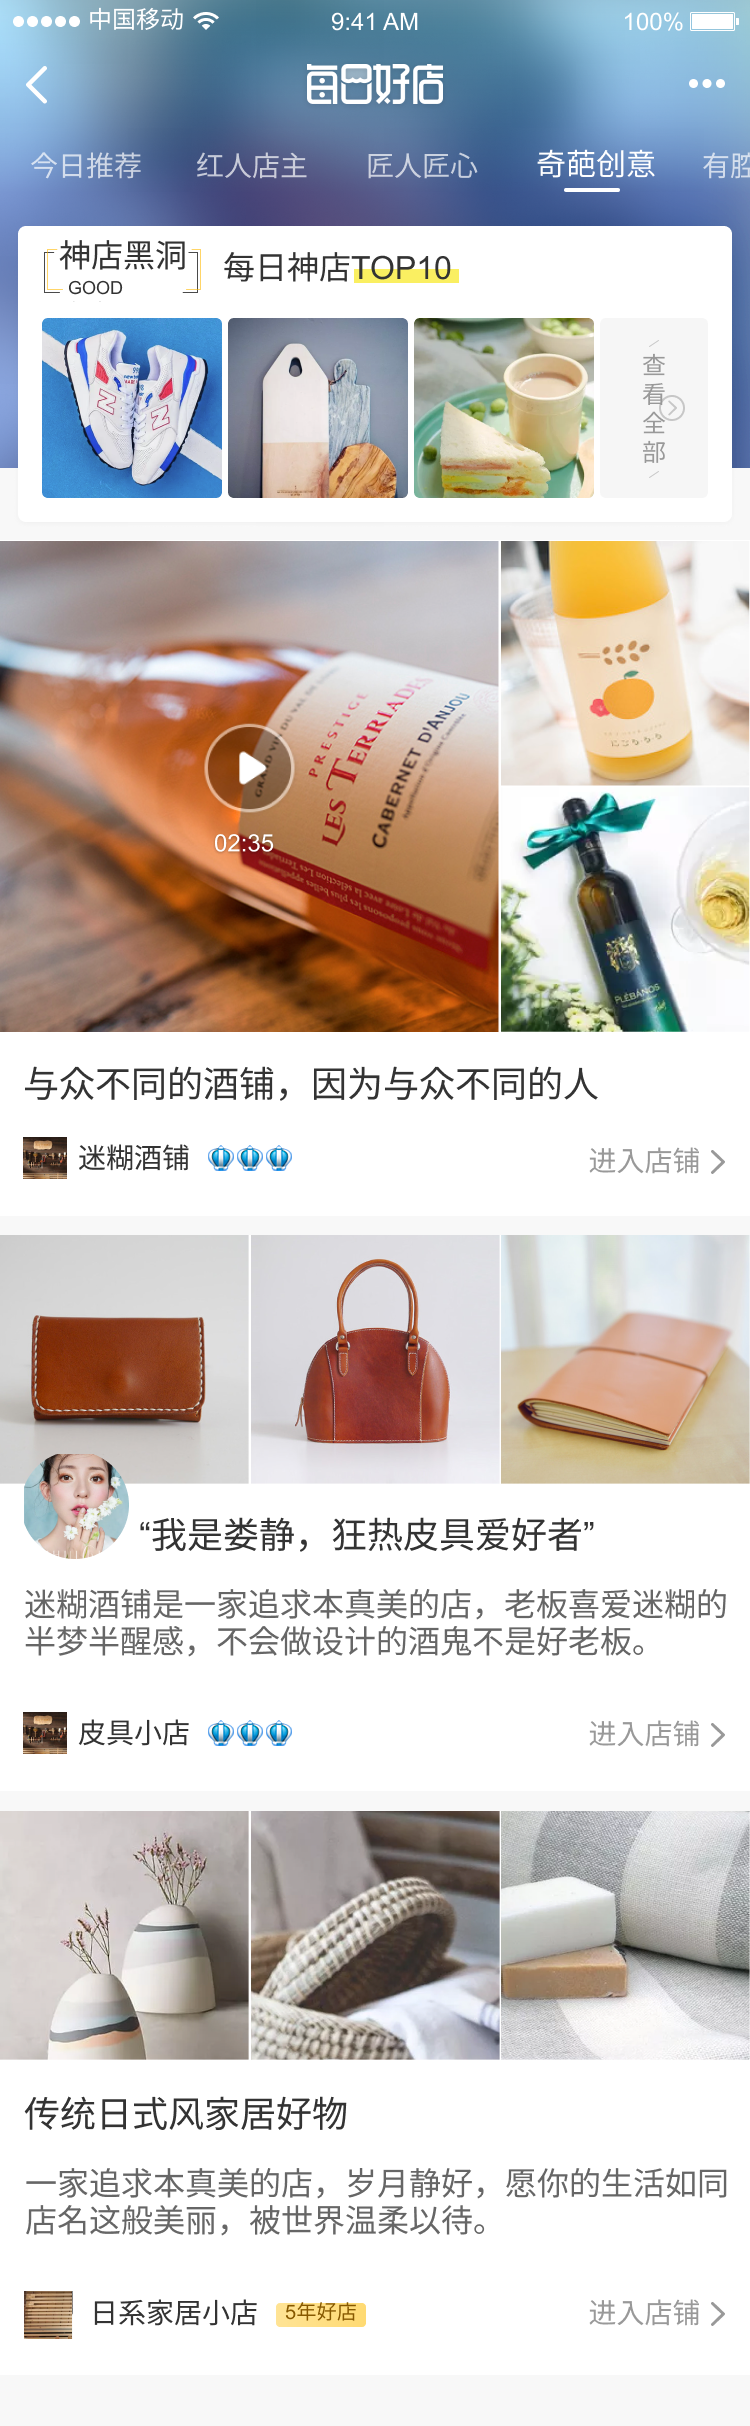 中国移动
9:41 AM
100%
每日好店
今日推荐
红人店主
匠人匠心
奇葩创意
有腔
神店黑洞
GOOD
每日神店TOP10
查看全部
GRAND VIN DU VAL DE
PRESTIGE
LES TERRIADES
CABERNET D'ANJOU
Appellation d'Origine Contrôlée
02:35
PLÉBÁNOS
与众不同的酒铺，因为与众不同的人
迷糊酒铺
进入店铺
“我是娄静，狂热皮具爱好者”
迷糊酒铺是一家追求本真美的店，老板喜爱迷糊的
半梦半醒感，不会做设计的酒鬼不是好老板。
皮具小店
进入店铺
传统日式风家居好物
一家追求本真美的店，岁月静好，愿你的生活如同
店名这般美丽，被世界温柔以待。
日系家居小店
5年好店
进入店铺